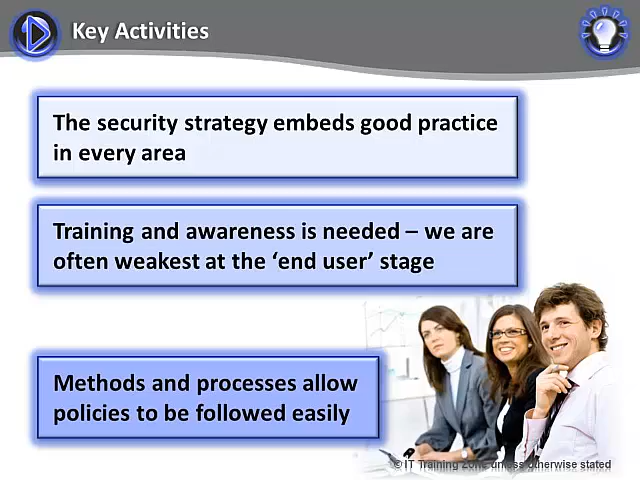 Key Activities
The security strategy embeds good practice
in every area
Training and awareness is needed – we are
often weakest at the ‘end user’ stage
Methods and processes allow
policies to be followed easily
© IT Training Zone unless otherwise stated